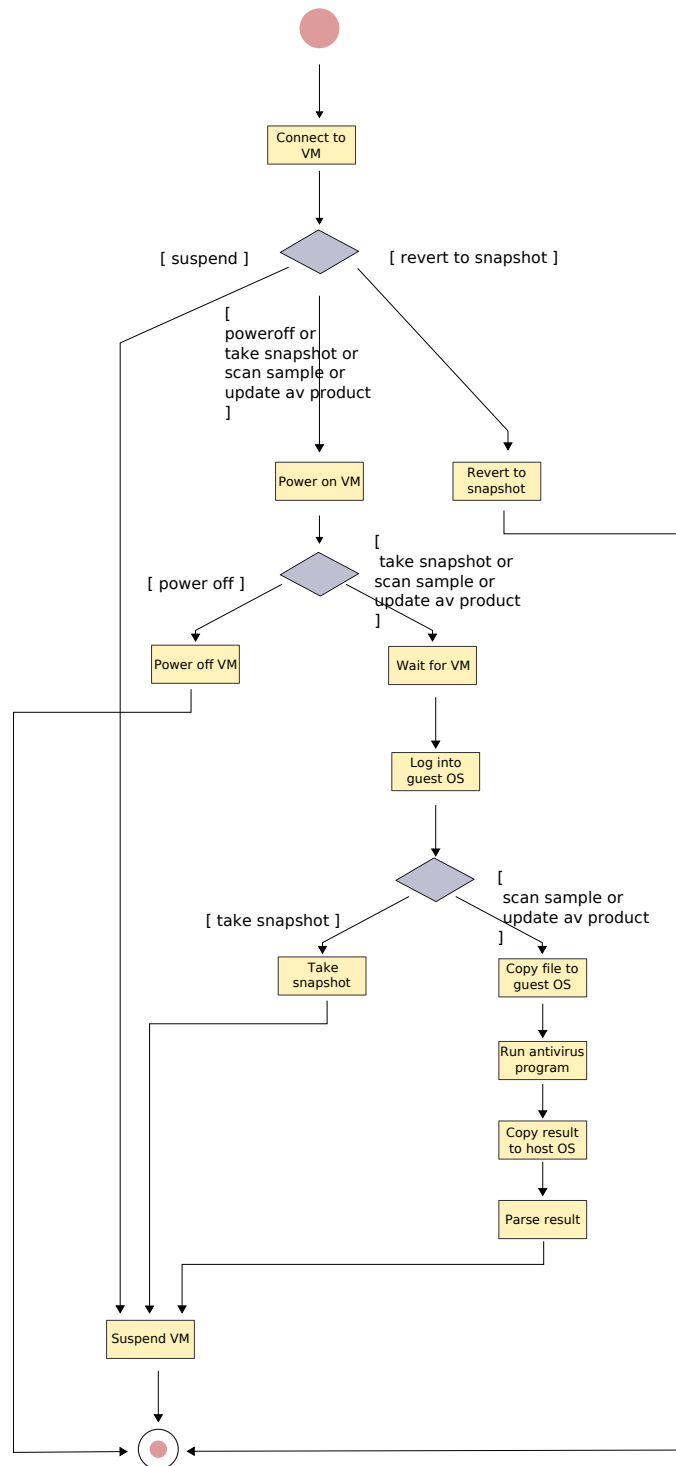 Connect to
VM
[ suspend ]
[ revert to snapshot ]
[
poweroff or
take snapshot or
scan sample or
update av product
]
Power on VM
Revert to
snapshot
[ power off ]
[
take snapshot or
scan sample or
update av product
]
Power off VM
Wait for VM
Log into
guest OS
[ take snapshot ]
[
scan sample or
update av product
]
Take
snapshot
Copy file to
guest OS
Run antivirus
program
Copy result
to host OS
Parse result
Suspend VM